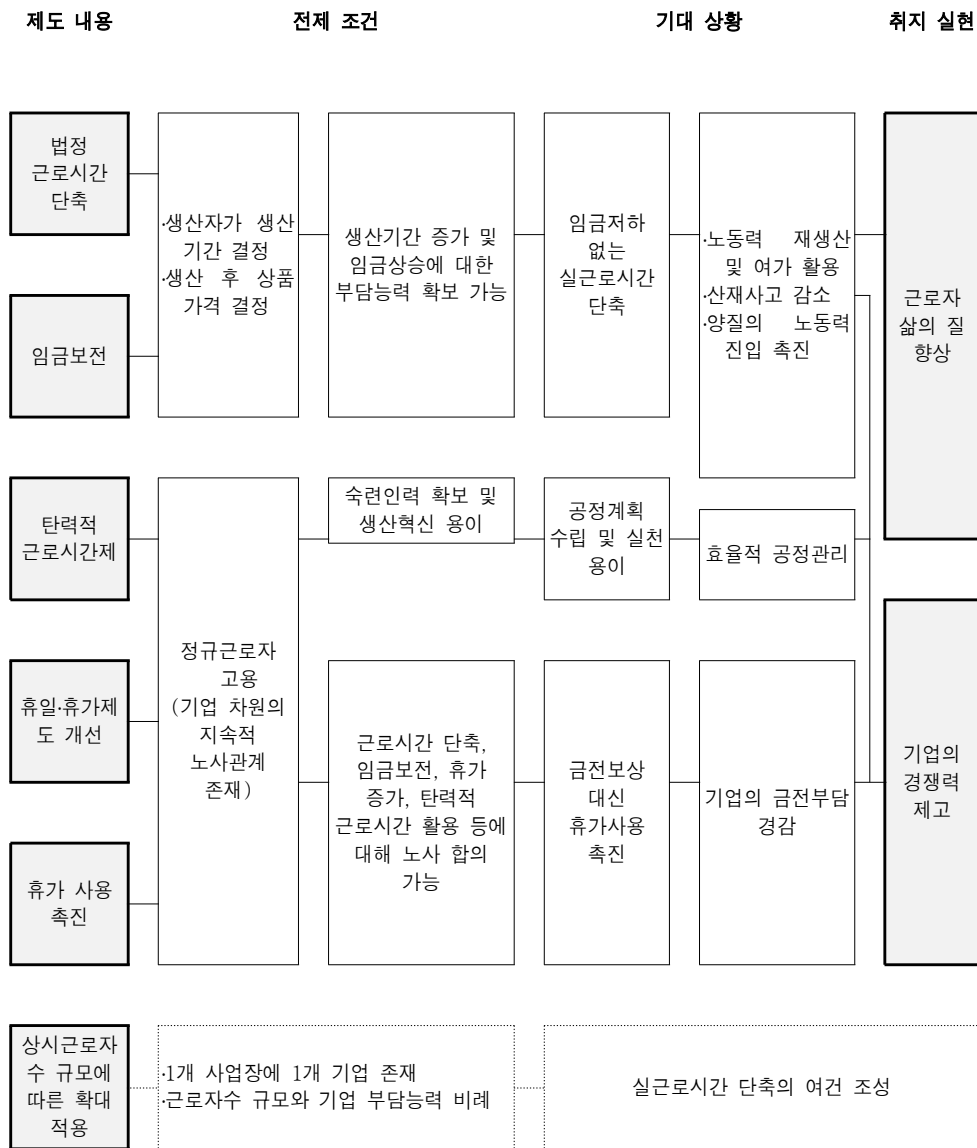 제도 내용
전제 조건
기대 상황
취지 실현
법정
근로시간
단축
임금보전
·생산자가 생산
기간 결정
·생산 후 상품
가격 결정
생산기간 증가 및
임금상승에 대한
부담능력 확보 가능
임금저하
없는
실근로시간
단축
·노동력 재생산
및 여가 활용
·산재사고 감소
·양질의 노동력
진입 촉진
근로자
삶의 질
향상
탄력적
근로시간제
휴일·휴가제
도 개선
휴가 사용
촉진
정규근로자
고용
(기업 차원의
지속적
노사관계
존재)
숙련인력 확보 및
생산혁신 용이
공정계획
수립 및 실천
용이
효율적 공정관리
근로시간 단축,
임금보전, 휴가
증가, 탄력적
근로시간 활용 등에
대해 노사 합의
가능
금전보상
대신
휴가사용
촉진
기업의 금전부담
경감
기업의
경쟁력
제고
상시근로자
수 규모에
따른 확대
적용
·1개 사업장에 1개 기업 존재
·근로자수 규모와 기업 부담능력 비례
실근로시간 단축의 여건 조성